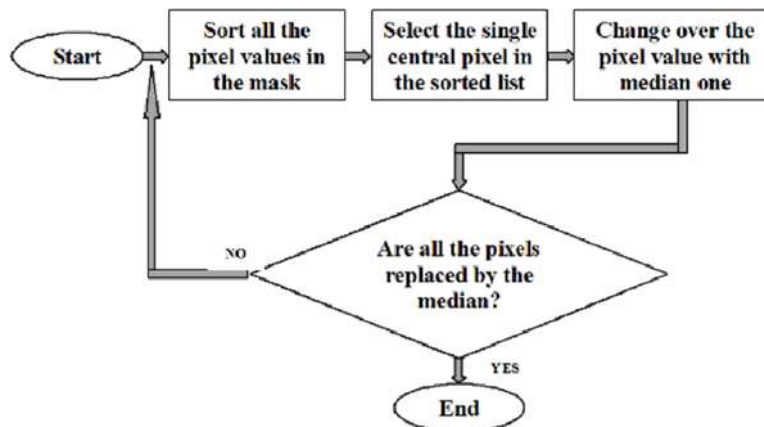 Start
Sort all the
pixel values in
the mask
Select the single
central pixel in
the sorted list
Change over the
pixel value with
median one
Are all the pixels
replaced by the
median?
NO
YES
End